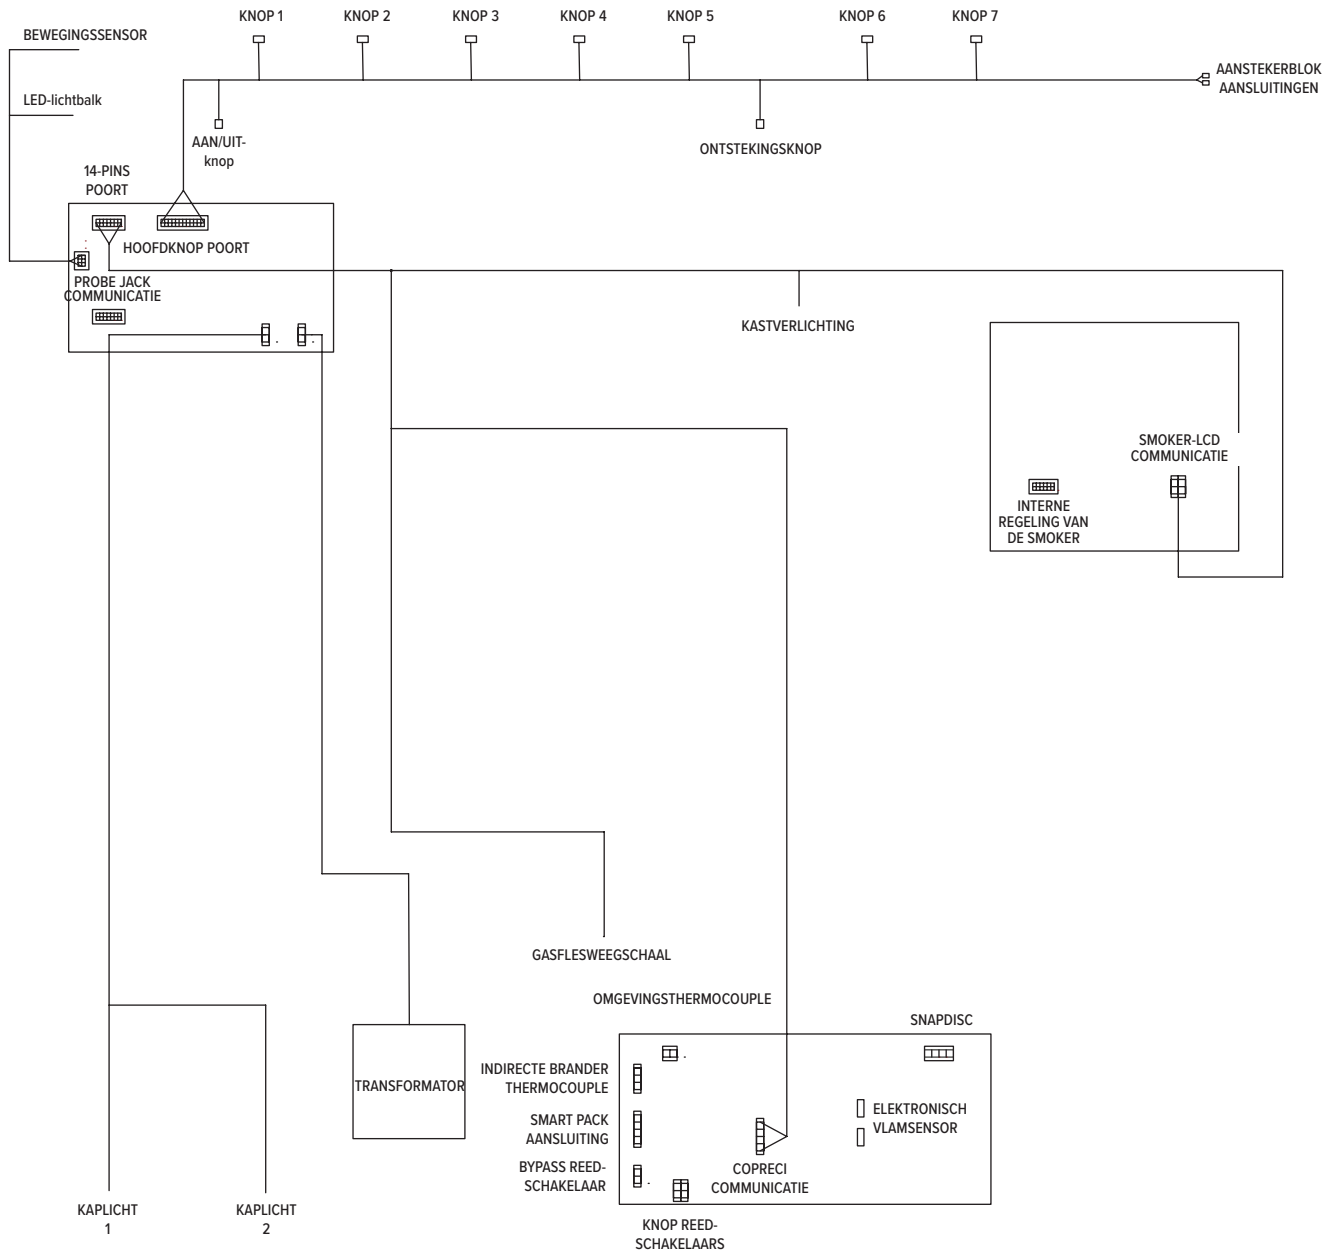 KNOP 1
KNOP 2
KNOP 3
KNOP 4
KNOP 5
KNOP 6
KNOP 7
BEWEGINGSSENSOR
AANSTEKERBLOK
AANSLUITINGEN
LED-lichtbalk
AAN/UIT-
knop
ONTSTEKINGSKNOP
14-PINS
POORT
HOOFDKNOP POORT
PROBE JACK
COMMUNICATIE
KASTVERLICHTING
SMOKER-LCD
COMMUNICATIE
INTERNE
REGELING VAN
DE SMOKER
GASFLESWEEGSCHAAL
OMGEVINGSTHERMOCOUPLE
SNAPDISC
TRANSFORMATOR
INDIRECTE BRANDER
THERMOCOUPLE
SMART PACK
AANSLUITING
BYPASS REED-
SCHAKELAAR
ELEKTRONISCH
VLAMSENSOR
COPRECI
COMMUNICATIE
KNOP REED-
SCHAKELAARS
KAPLICHT
1
KAPLICHT
2